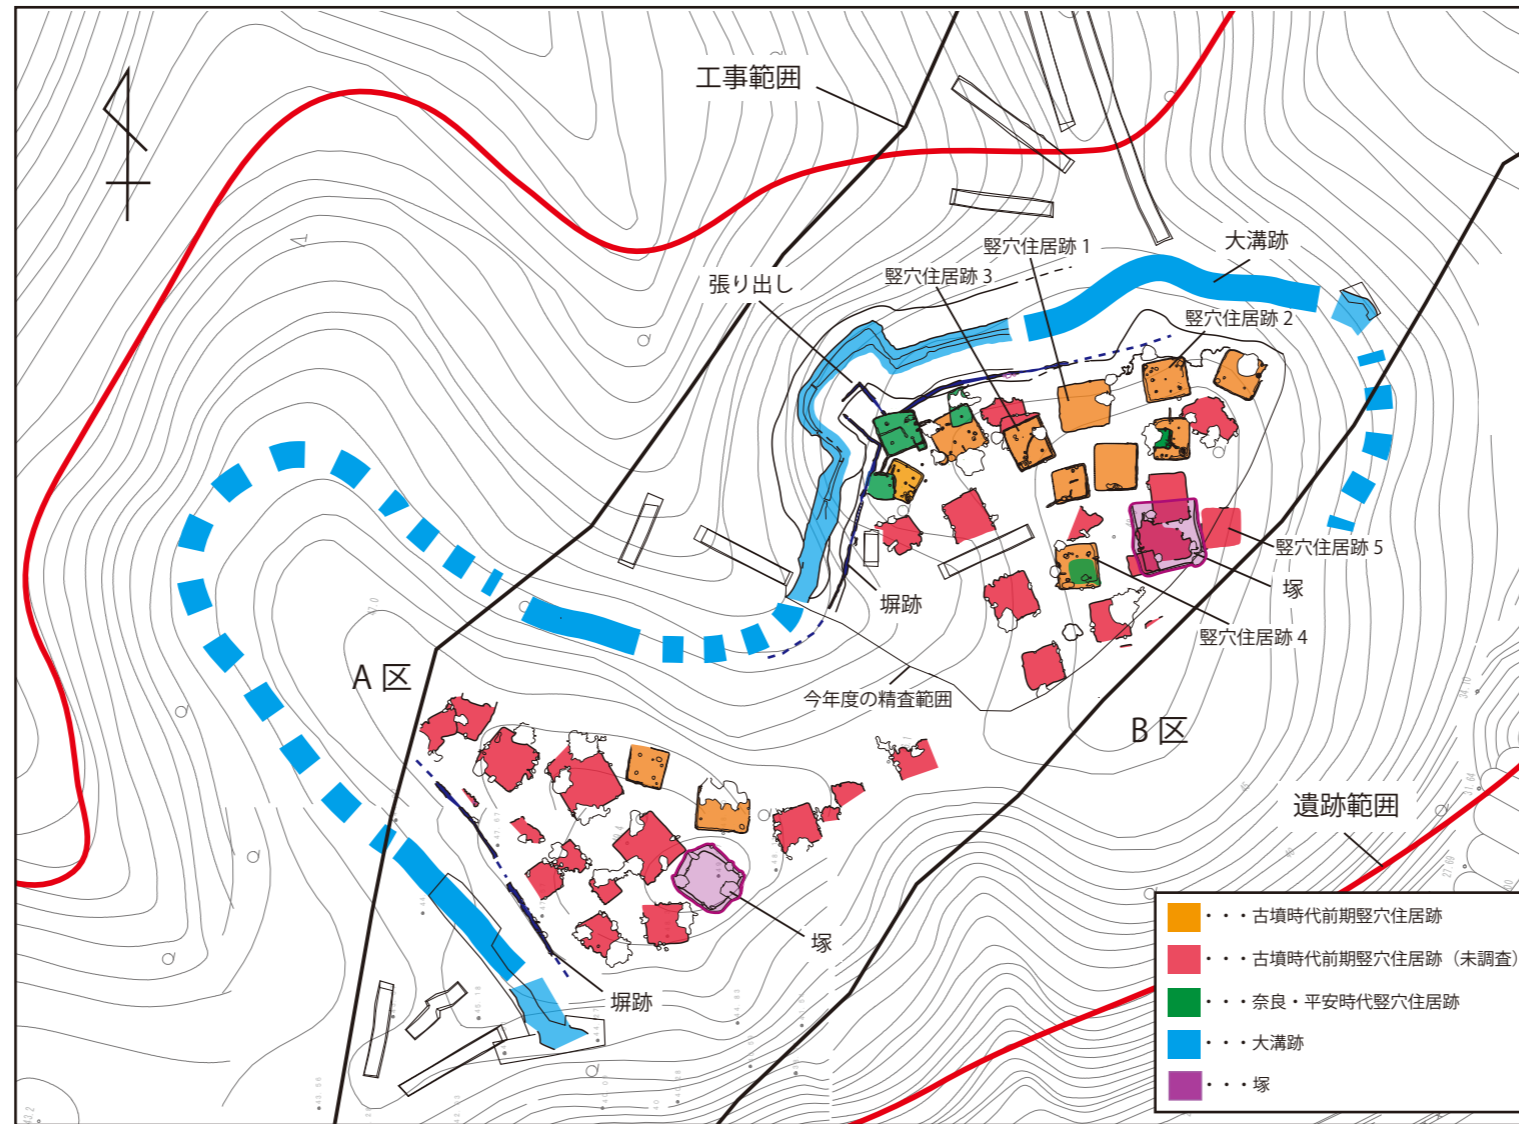 工事範囲
大溝跡
竪穴住居跡 1
竪穴住居跡 3
張り出し
竪穴住居跡 2
竪穴住居跡 5
塚
塀跡
竪穴住居跡 4
A 区
今年度の精査範囲
B 区
遺跡範囲
塚
塀跡
・・・古墳時代前期竪穴住居跡
・・・古墳時代前期竪穴住居跡（未調査）
・・・奈良・平安時代竪穴住居跡
・・・大溝跡
・・・塚